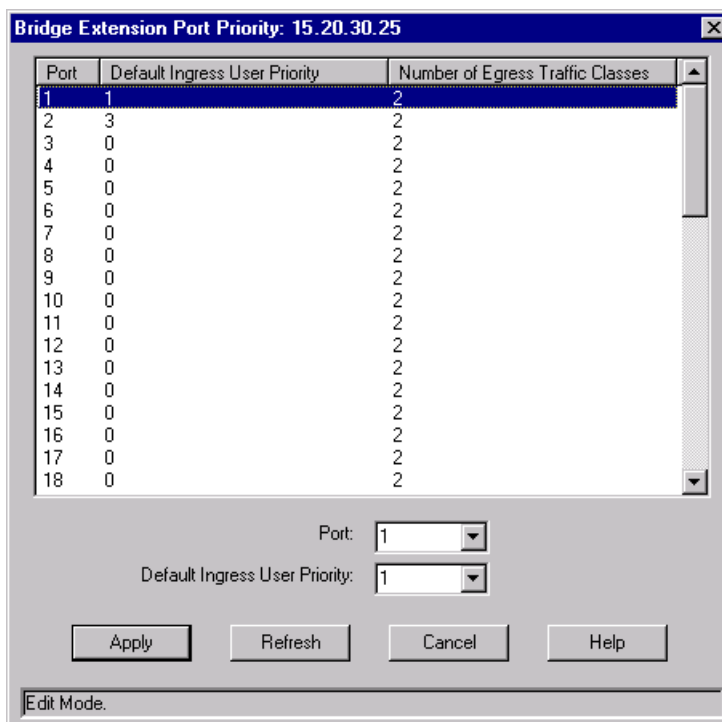 Bridge Extension Port Priority: 15.20.30.25
Port Default Ingress User Priority Number of Egress Traffic Classes
1 1 2
2 3 2
3 0 2
4 0 2
5 0 2
6 0 2
7 0 2
8 0 2
9 0 2
10 0 2
11 0 2
12 0 2
13 0 2
14 0 2
15 0 2
16 0 2
17 0 2
18 0 2
Port: 1
Default Ingress User Priority: 1
Apply Refresh Cancel Help
Edit Mode.